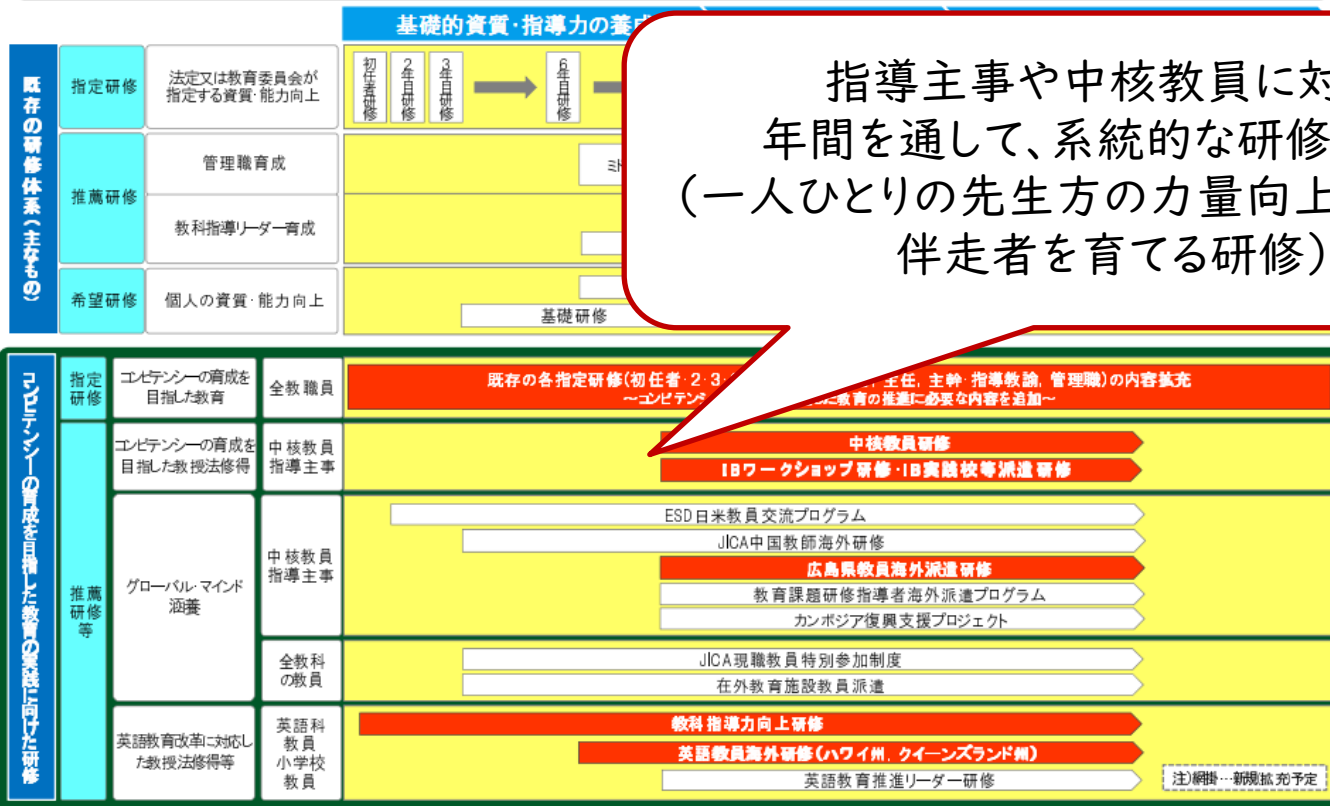 基礎的資質・指導力の養成
既存の研修体系（主なもの）
指定研修
法定又は教育委員会が
指定する資質・能力向上
初任者研修
2年目研修
3年目研修
6年目研修
推薦研修
管理職育成
教科指導リーダー育成
希望研修
個人の資質・能力向上
基礎研修
指導主事や中核教員に対
年間を通して、系統的な研修
（一人ひとりの先生方の力量向上
伴走者を育てる研修）
コンピテンシーの育成を目指した教育の実践に向けた研修
指定
研修
コンピテンシーの育成を
目指した教育
全教職員
既存の各指定研修(初任者・2・3・
主任，主幹・指導教諭，管理職)の内容拡充
～コンピテンシ
教育の推進に必要な内容を追加～
推薦
研修
等
コンピテンシーの育成を
目指した教授法修得
中核教員
指導主事
中核教員研修
IBワークショップ研修・IB実践校等派遣研修
グローバル・マインド
涵養
中核教員
指導主事
ESD日米教員交流プログラム
JICA中国教師海外研修
広島県教員海外派遣研修
教育課題研修指導者海外派遣プログラム
カンボジア復興支援プロジェクト
全教科
の教員
JICA現職教員特別参加制度
在外教育施設教員派遣
英語教育改革に対応し
た教授法修得等
英語科
教員
小学校
教員
教科指導力向上研修
英語教員海外研修(ハワイ州，クイーンズランド州)
英語教育推進リーダー研修
注)網掛…新規拡充予定